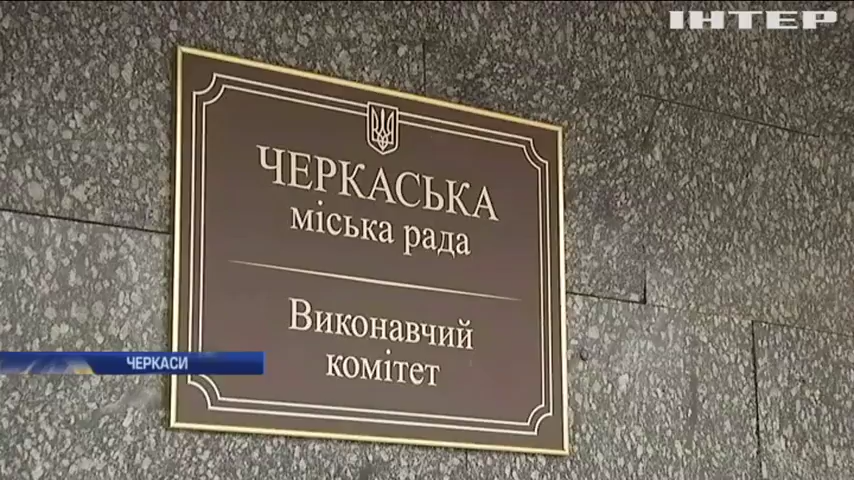 ІНТЕР
ЧЕРКАСЬКА
міська рада
Виконавчий
комітет
ЧЕРКАСИ